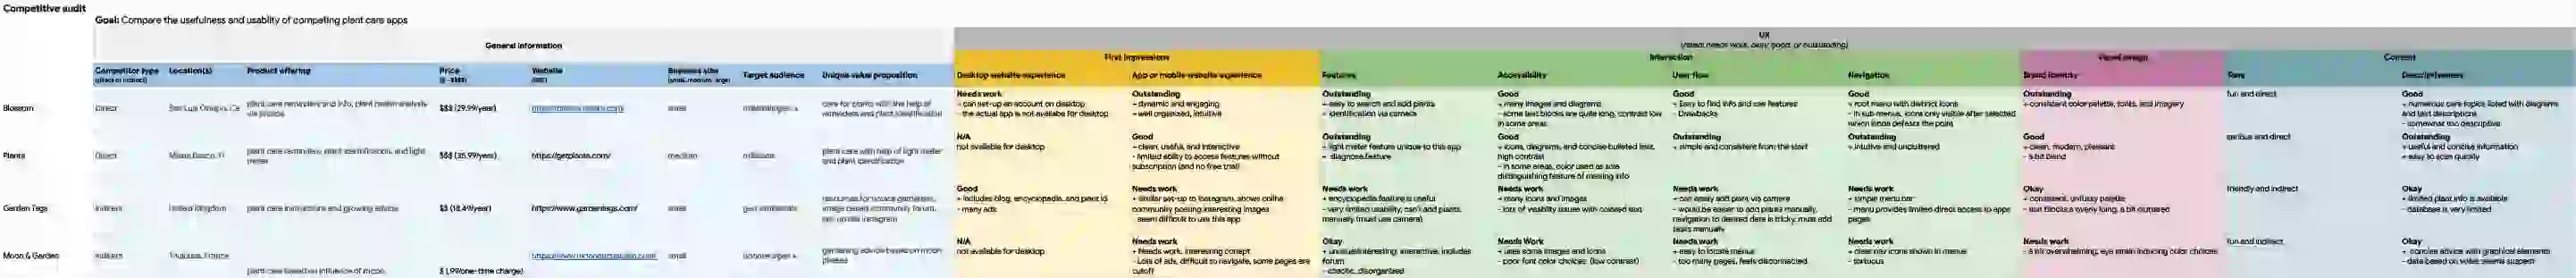 Competitive audit
Goal: Compare the usefulness and usability of competing plant care apps
General information
UX
(rated: needs work, okay, good, or outstanding)
First impressions
Interaction
Visual design
Content
Competitor type
(direct or indirect)
Location(s)
Product offering
Price
($ - $$$$)
Website
(URL)
Business size
(small, medium, large)
Target audience
Unique value proposition
Desktop website experience
App or mobile website experience
Features
Accessibility
User flow
Navigation
Brand identity
Tone
Descriptiveness
Blossom
Direct
San Luis Obispo, Ca
plant care reminders and info, plant health analysis
via photos
$$$ (29.99/year)
small
care for plants with the help of
reminders and plant identification
Needs work
- can set-up an account on desktop
- the actual app is not available for desktop
Outstanding
+ dynamic and engaging
+ well organized, intuitive
Outstanding
+ easy to search and add plants
+ identification via camera
Good
+ many images and diagrams
- some text blocks are quite long, contrast low
in some areas
Good
+ Easy to find info and use features
- Drawbacks
Good
+ root menu with distinct icons
- in sub menus, icons only visible after selected
which kinda defeats the point
Outstanding
+ consistent color palette, fonts, and imagery
fun and direct
Good
+ numerous care topics listed with diagrams
and text descriptions
- somewhat too descriptive
Planta
Direct
plant care reminders, plant identification, and light
meter
$$$ (35.99/year)
https://getplanta.com/
medium
plant care with help of light meter
and plant identification
N/A
not available for desktop
Good
+ clean, useful, and interactive
- limited ability to access features without
subscription (and no free trial)
Outstanding
+ light meter feature unique to this app
+ diagnose feature
Good
+ icons, diagrams, and concise bulleted lists,
high contrast
- in some areas, color used as sole
distinguishing feature of missing info
Outstanding
+ simple and consistent from the start
Outstanding
+ intuitive and uncluttered
Good
+ clean, modern, pleasant
- a bit bland
serious and direct
Outstanding
+ useful and concise information
+ easy to scan quickly
Garden Tags
Indirect
United Kingdom
plant care instructions and growing advice
$$ (18.49/year)
https://www.gardentags.com/
small
resources for novice gardeners,
image based community forum,
set-up like instagram
Good
+ Includes blog, encyclopedia, and plant id
- many ads
Needs work
+ similar set-up to Instagram, shows online
community posting interesting images
- seem difficult to use this app
Needs work
+ encyclopedia feature is useful
- very limited usability, can't add plants
manually (must use camera)
Needs work
+ many icons and images
- lots of visability issues with colored text
Needs work
+ can easily add plants via camera
- would be easier to add plants manually,
navigation to desired date is tricky, must add
tasks manually
Needs work
+ simple menu bar
- menu provides limited direct access to apps
pages
Okay
+ consistent, unfussy palette
- text blocks a overly long, a bit cluttered
friendly and indirect
Okay
+ limited plant info is available
- database is very limited
Moon & Garden
Indirect
Toulouse, France
plant care based on influence of moon
$ 1.99/one-time charge)
small
gardening advice based on moon
phases
N/A
not available for desktop
Needs work
+ Needs work, interesting concept
- Lots of ads, difficult to navigate, some pages are
cutoff
Okay
+ unusual/interesting, interactive, includes
forum
- chaotic, disorganized
Needs Work
+ uses some images and icons
- poor font color choices (low contrast)
Needs work
+ easy to locate menus
- too many pages, feels disconnected
Needs work
+ clear nav icons shown in menus
- tortuous
Needs work
- a bit overwhelming, eye strain inducing color choices
fun and indirect
Okay
+ concise advice with graphical elements
- data based on wives seems suspect